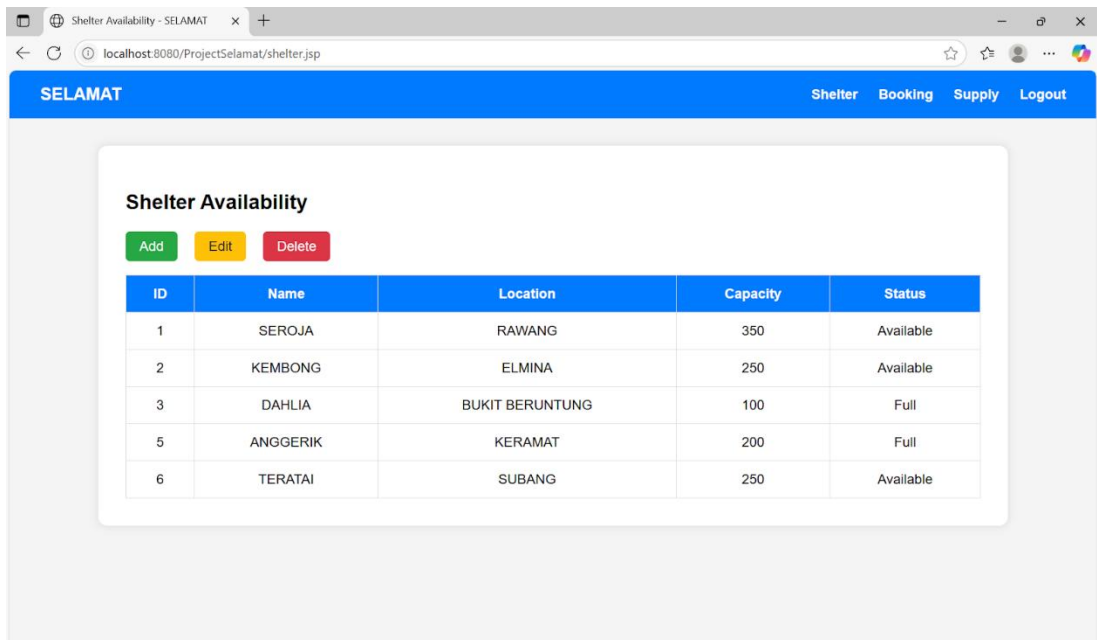 Shelter Availability - SELAMAT
localhost:8080/ProjectSelamat/shelter.jsp
SELAMAT Shelter Booking Supply Logout
Shelter Availability
Add Edit Delete
ID Name Location Capacity Status
1 SEROJA RAWANG 350 Available
2 KEMBONG ELMINA 250 Available
3 DAHLIA BUKIT BERUNTUNG 100 Full
5 ANGGERIK KERAMAT 200 Full
6 TERATAI SUBANG 250 Available